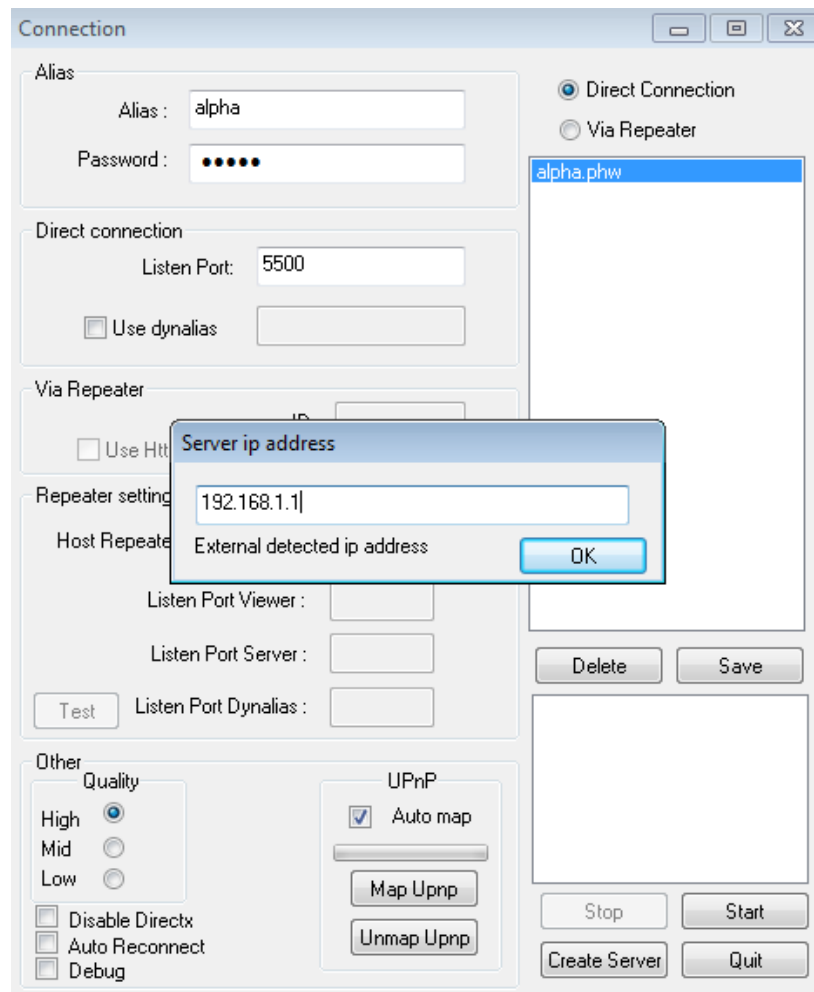 Connection
Alias
Alias :
alpha
Password :
•••••
Direct connection
Listen Port:
5500
Use dynalias
Via Repeater
Use Htt
Repeater setting
Host Repeate
Listen Port Viewer :
Listen Port Server :
Test
Listen Port Dynalias :
Other
Quality
High
Mid
Low
Disable Directx
Auto Reconnect
Debug
UPnP
Auto map
Map Upnp
Unmap Upnp
Server ip address
192.168.1.1
External detected ip address
OK
Direct Connection
Via Repeater
alpha.phw
Delete
Save
Stop
Start
Create Server
Quit